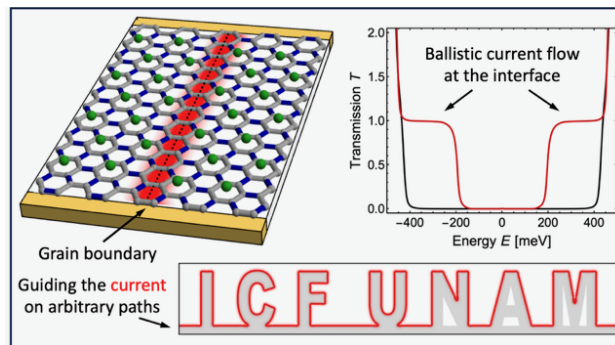 Grain boundary
Guiding the current
on arbitrary paths
Ballistic current flow
at the interface
Transmission T
2.0
1.5
1.0
0.5
0.0
−400
−200
0
200
400
Energy E [meV]
ICF UNAM